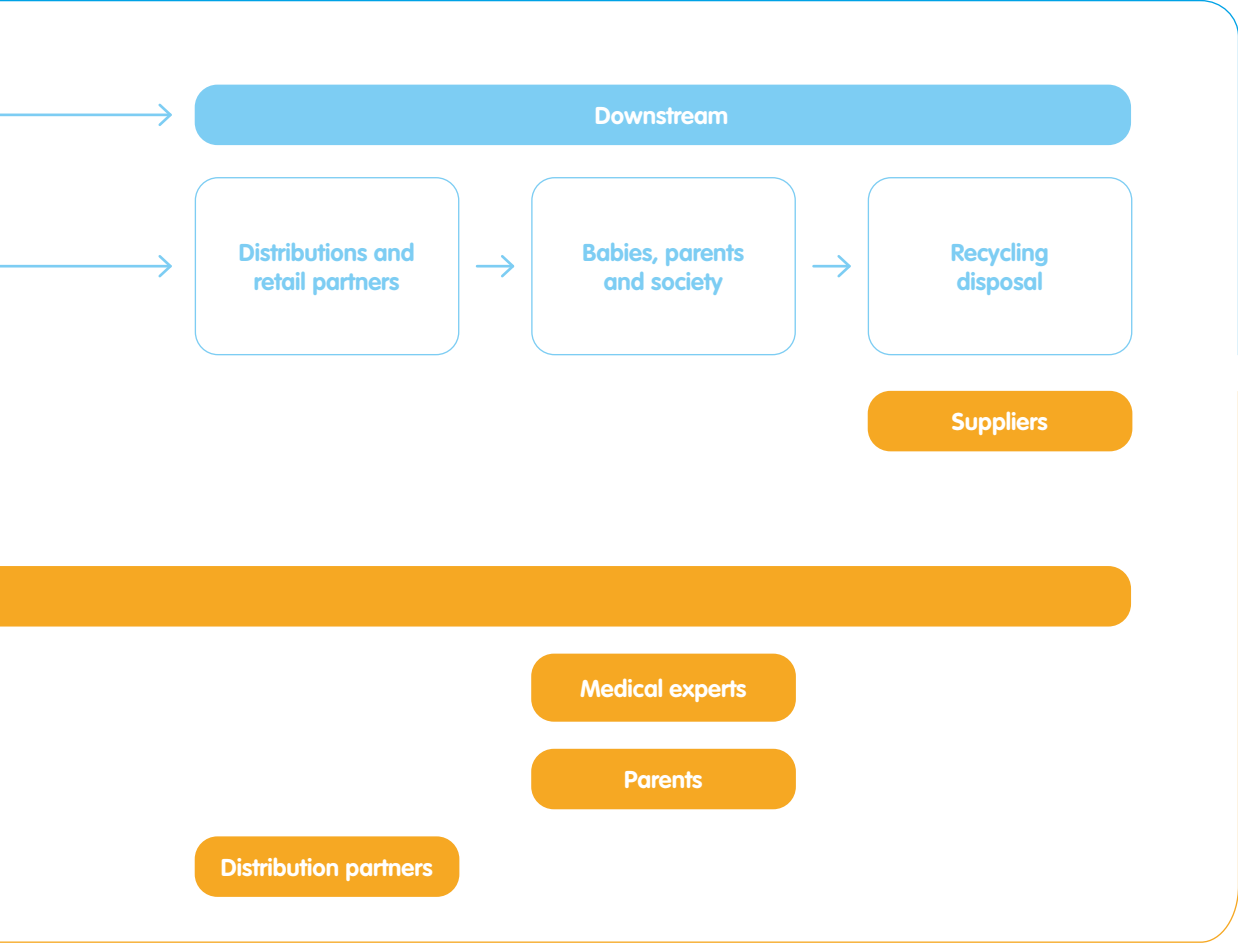 Downstream
Distributions and
retail partners
Babies, parents
and society
Recycling
disposal
Suppliers
Medical experts
Parents
Distribution partners